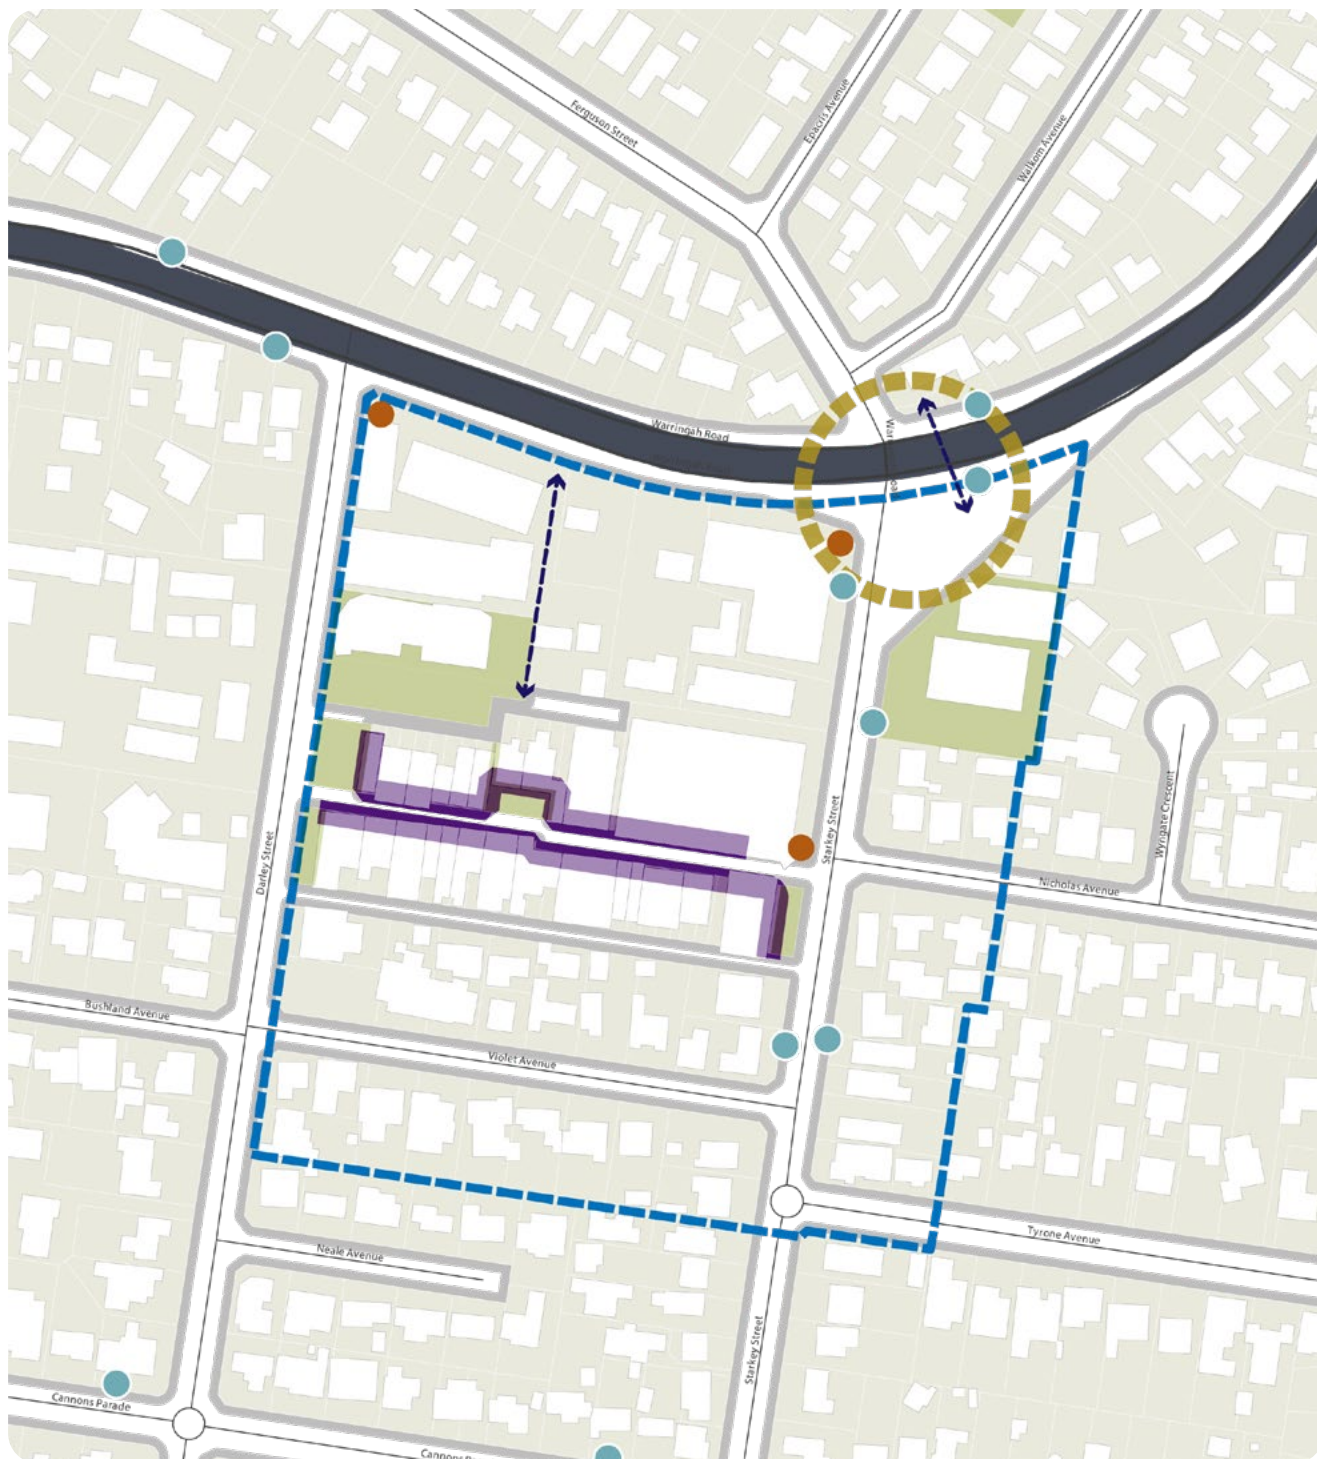 Ferguson Street
Epacris Avenue
Walkom Avenue
Warringah Road
Starkey Street
Wyngate Crescent
Darley Street
Nicholas Avenue
Bushland Avenue
Violet Avenue
Tyrone Avenue
Neale Avenue
Starkey Street
Cannons Parade
Cannons